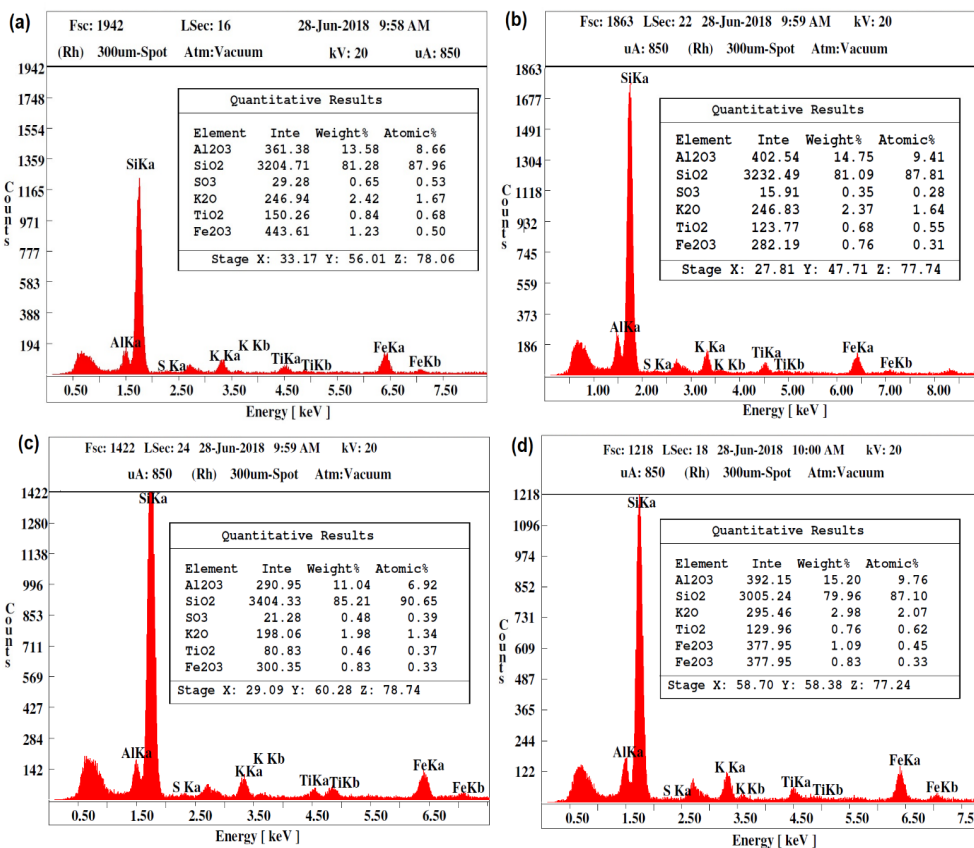 (a)
Fsc: 1942 LSec: 16 28-Jun-2018 9:58 AM
(Rh) 300um-Spot Atm:Vacuum kV: 20 uA: 850
1942
1748
1554
1359
1165
971
777
583
388
194
Counts
Quantitative Results
Element Inte Weight% Atomic%
Al2O3 361.38 13.58 8.66
SiO2 3204.71 81.28 87.96
SO3 29.28 0.65 0.53
K2O 246.94 2.42 1.67
TiO2 150.26 0.84 0.68
Fe2O3 443.61 1.23 0.50
Stage X: 33.17 Y: 56.01 Z: 78.06
SiKa
AlKa S Ka K Ka K Kb TiKa TiKb FeKa FeKb
0.50 1.50 2.50 3.50 4.50 5.50 6.50 7.50
Energy [ keV ]
(b)
Fsc: 1863 LSec: 22 28-Jun-2018 9:59 AM kV: 20
uA: 850 (Rh) 300um-Spot Atm:Vacuum
1863
1677
1491
1304
1118
932
745
559
373
186
Counts
Quantitative Results
Element Inte Weight% Atomic%
Al2O3 402.54 14.75 9.41
SiO2 3232.49 81.09 87.81
SO3 15.91 0.35 0.28
K2O 246.83 2.37 1.64
TiO2 123.77 0.68 0.55
Fe2O3 282.19 0.76 0.31
Stage X: 27.81 Y: 47.71 Z: 77.74
SiKa
AlKa S Ka K Ka K Kb TiKa TiKb FeKa FeKb
1.00 2.00 3.00 4.00 5.00 6.00 7.00 8.00
Energy [ keV ]
(c)
Fsc: 1422 LSec: 24 28-Jun-2018 9:59 AM kV: 20
uA: 850 (Rh) 300um-Spot Atm:Vacuum
1422
1280
1138
996
853
711
569
427
284
142
Counts
Quantitative Results
Element Inte Weight% Atomic%
Al2O3 290.95 11.04 6.92
SiO2 3404.33 85.21 90.65
SO3 21.28 0.48 0.39
K2O 198.06 1.98 1.34
TiO2 80.83 0.46 0.37
Fe2O3 300.35 0.83 0.33
Stage X: 29.09 Y: 60.28 Z: 78.74
SiKa
AlKa S Ka K Ka K Kb TiKa TiKb FeKa FeKb
0.50 1.50 2.50 3.50 4.50 5.50 6.50 7.50
Energy [ keV ]
(d)
Fsc: 1218 LSec: 18 28-Jun-2018 10:00 AM kV: 20
uA: 850 (Rh) 300um-Spot Atm:Vacuum
1218
1096
974
852
731
609
487
365
244
122
Counts
Quantitative Results
Element Inte Weight% Atomic%
Al2O3 392.15 15.20 9.76
SiO2 3005.24 79.96 87.10
K2O 295.46 2.98 2.07
TiO2 129.96 0.76 0.62
Fe2O3 377.95 1.09 0.45
Fe2O3 377.95 0.83 0.33
Stage X: 58.70 Y: 58.38 Z: 77.24
SiKa
AlKa S Ka K Ka K Kb TiKa TiKb FeKa FeKb
0.50 1.50 2.50 3.50 4.50 5.50 6.50 7.50
Energy [ keV ]